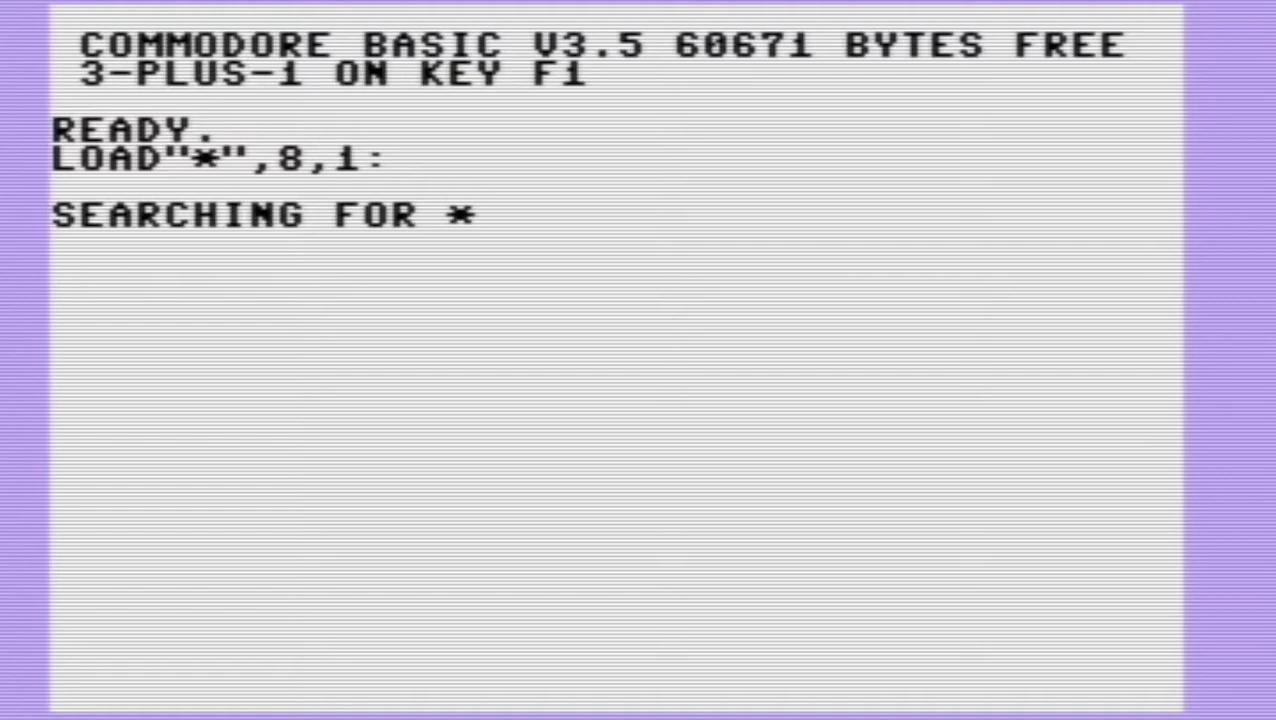 COMMODORE BASIC V3.5 60671 BYTES FREE
3-PLUS-1 ON KEY F1
READY.
LOAD"*",8,1:
SEARCHING FOR *